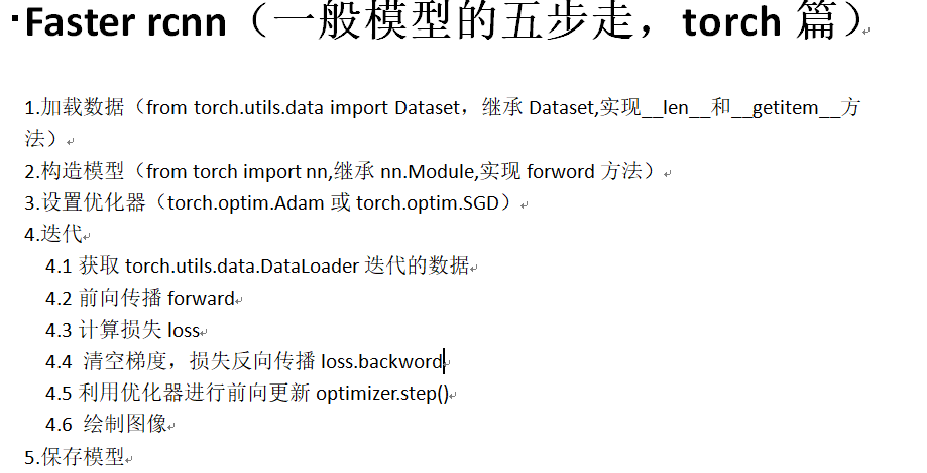 ▪Faster rcnn（一般模型的五步走，torch 篇）
1.加载数据（from torch.utils.data import Dataset，继承 Dataset,实现__len__和__getitem__方
法）
2.构造模型（from torch import nn,继承 nn.Module,实现 forword 方法）
3.设置优化器（torch.optim.Adam 或 torch.optim.SGD）
4.迭代
4.1 获取 torch.utils.data.DataLoader 迭代的数据
4.2 前向传播 forward
4.3 计算损失 loss
4.4 清空梯度，损失反向传播 loss.backword
4.5 利用优化器进行前向更新 optimizer.step()
4.6 绘制图像
5.保存模型